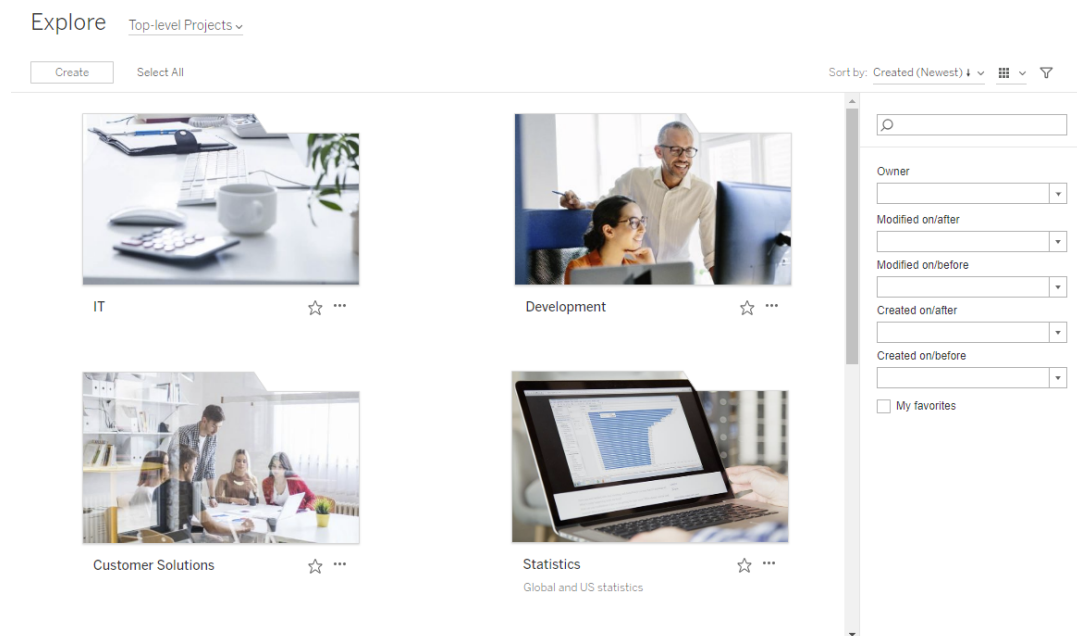 Explore Top-level Projects
Create Select All Sort by: Created (Newest)
Owner
Modified on/after
IT Development
Modified on/before
Created on/after
Created on/before
My favorites
Customer Solutions Statistics
Global and US statistics